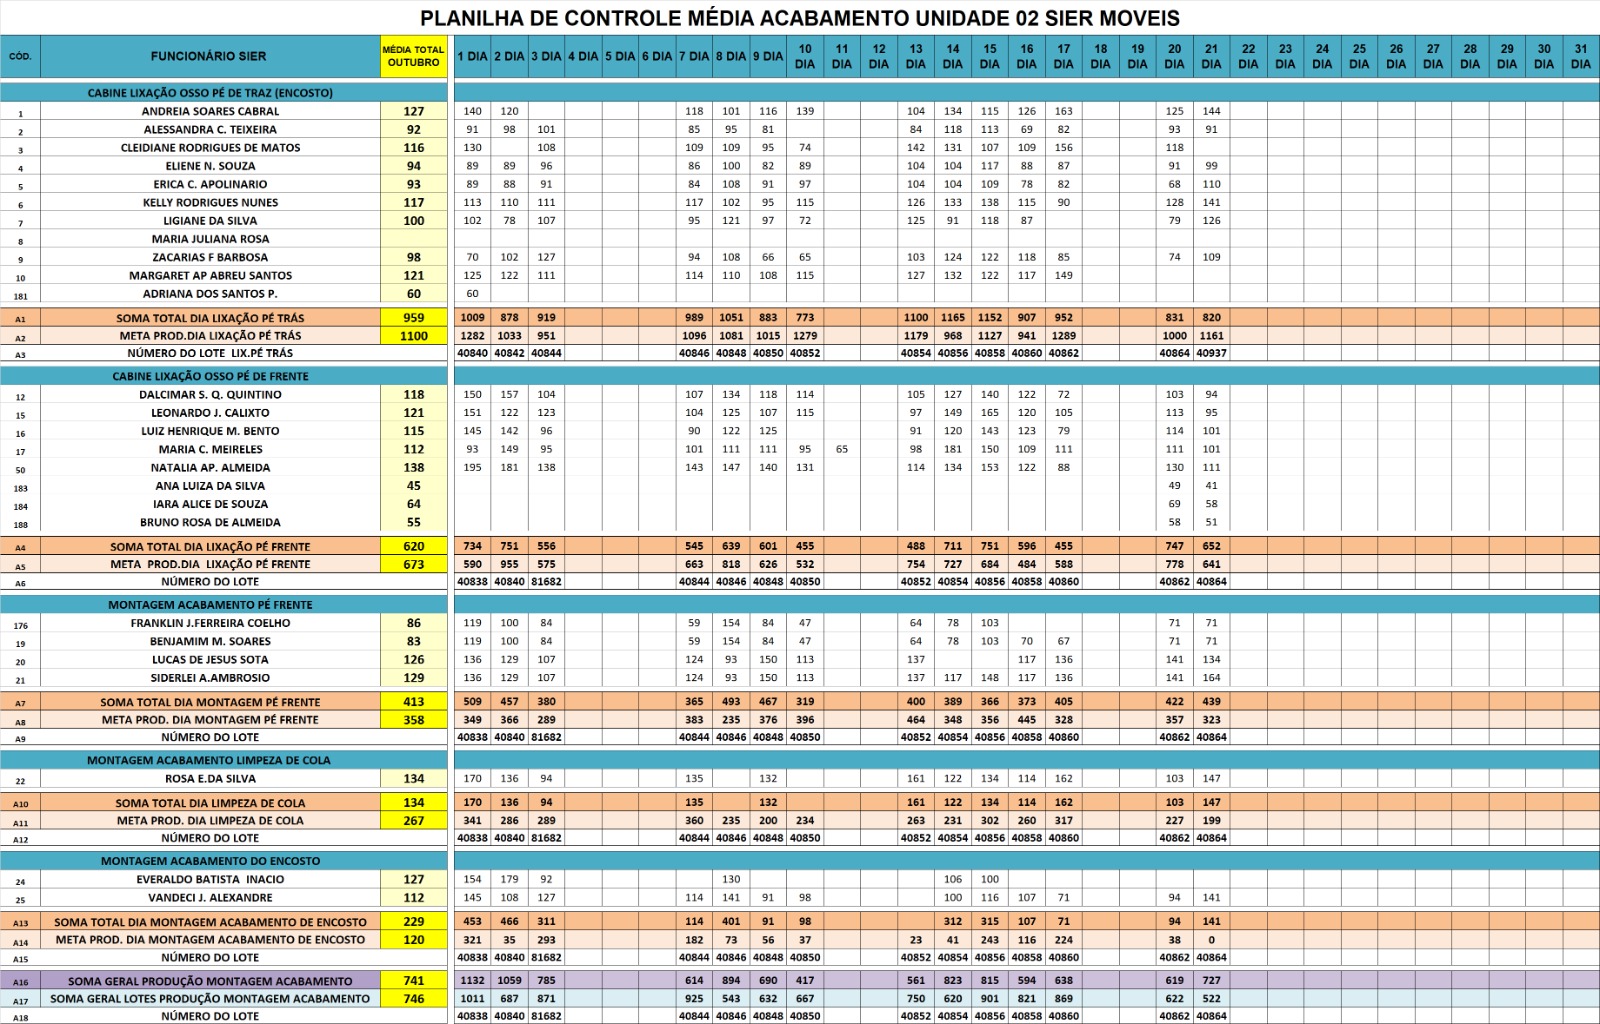 PLANILHA DE CONTROLE MÉDIA ACABAMENTO UNIDADE 02 SIER MOVEIS
CÓD. FUNCIONÁRIO SIER MÉDIA TOTAL OUTUBRO 1 DIA 2 DIA 3 DIA 4 DIA 5 DIA 6 DIA 7 DIA 8 DIA 9 DIA 10 DIA 11 DIA 12 DIA 13 DIA 14 DIA 15 DIA 16 DIA 17 DIA 18 DIA 19 DIA 20 DIA 21 DIA 22 DIA 23 DIA 24 DIA 25 DIA 26 DIA 27 DIA 28 DIA 29 DIA 30 DIA 31 DIA
CABINE LIXAÇÃO OSSO PÉ DE TRAZ (ENCOSTO)
1 ANDREIA SOARES CABRAL 127 140 120 118 101 116 139 104 134 115 126 163 125 144
2 ALESSANDRA C. TEIXEIRA 92 91 98 101 85 95 81 84 118 113 69 82 93 91
3 CLEIDIANE RODRIGUES DE MATOS 116 130 108 109 109 95 74 142 131 107 109 156 118
4 ELIENE N. SOUZA 94 89 89 96 86 100 82 89 104 104 117 88 87 91 99
5 ERICA C. APOLINARIO 93 89 88 91 84 108 91 97 104 104 109 78 82 68 110
6 KELLY RODRIGUES NUNES 117 113 110 111 117 102 95 115 126 133 138 115 90 128 141
7 LIGIANE DA SILVA 100 102 78 107 95 121 97 72 125 91 118 87 79 126
8 MARIA JULIANA ROSA
9 ZACARIAS F BARBOSA 98 70 102 127 94 108 66 65 103 124 122 118 85 74 109
10 MARGARET AP ABREU SANTOS 121 125 122 111 114 110 108 115 127 132 122 117 149
181 ADRIANA DOS SANTOS P. 60 60
A1 SOMA TOTAL DIA LIXAÇÃO PÉ TRÁS 959 1009 878 919 989 1051 883 773 1100 1165 1152 907 952 831 820
A2 META PROD.DIA LIXAÇÃO PÉ TRÁS 1100 1282 1033 951 1096 1081 1015 1279 1179 968 1127 941 1289 1000 1161
A3 NÚMERO DO LOTE LIX.PÉ TRÁS 40840 40842 40844 40846 40848 40850 40852 40854 40856 40858 40860 40862 40864 40937
CABINE LIXAÇÃO OSSO PÉ DE FRENTE
12 DALCIMAR S. Q. QUINTINO 118 150 157 104 107 134 118 114 105 127 140 122 72 103 94
15 LEONARDO J. CALIXTO 121 151 122 123 104 125 107 115 97 149 165 120 105 113 95
16 LUIZ HENRIQUE M. BENTO 115 145 142 96 90 122 125 91 120 143 123 79 114 101
17 MARIA C. MEIRELES 112 93 149 95 101 111 111 95 65 98 181 150 109 111 111 101
50 NATALIA AP. ALMEIDA 138 195 181 138 143 147 140 131 114 134 153 122 88 130 111
183 ANA LUIZA DA SILVA 45 49 41
184 IARA ALICE DE SOUZA 64 69 58
188 BRUNO ROSA DE ALMEIDA 55 58 51
A4 SOMA TOTAL DIA LIXAÇÃO PÉ FRENTE 620 734 751 556 545 639 601 455 488 711 751 596 455 747 652
A5 META PROD.DIA LIXAÇÃO PÉ FRENTE 673 590 955 575 663 818 626 532 754 727 684 484 588 778 641
A6 NÚMERO DO LOTE 40838 40840 81682 40844 40846 40848 40850 40852 40854 40856 40858 40860 40862 40864
MONTAGEM ACABAMENTO PÉ FRENTE
176 FRANKLIN J.FERREIRA COELHO 86 119 100 84 59 154 84 47 64 78 103 71 71
19 BENJAMIM M. SOARES 83 119 100 84 59 154 84 47 64 78 103 70 67 71 71
20 LUCAS DE JESUS SOTA 126 136 129 107 124 93 150 113 137 117 136 141 134
21 SIDERLEI A.AMBROSIO 129 136 129 107 124 93 150 113 137 117 148 117 136 141 164
A7 SOMA TOTAL DIA MONTAGEM PÉ FRENTE 413 509 457 380 365 493 467 319 400 389 366 373 405 422 439
A8 META PROD. DIA MONTAGEM PÉ FRENTE 358 349 366 289 383 235 376 396 464 348 356 445 328 357 323
A9 NÚMERO DO LOTE 40838 40840 81682 40844 40846 40848 40850 40852 40854 40856 40858 40860 40862 40864
MONTAGEM ACABAMENTO LIMPEZA DE COLA
22 ROSA E.DA SILVA 134 170 136 94 135 132 161 122 134 114 162 103 147
A10 SOMA TOTAL DIA LIMPEZA DE COLA 134 170 136 94 135 132 161 122 134 114 162 103 147
A11 META PROD. DIA LIMPEZA DE COLA 267 341 286 289 360 235 200 234 263 231 302 260 317 227 199
A12 NÚMERO DO LOTE 40838 40840 81682 40844 40846 40848 40850 40852 40854 40856 40858 40860 40862 40864
MONTAGEM ACABAMENTO DO ENCOSTO
24 EVERALDO BATISTA INACIO 127 154 179 92 130 106 100
25 VANDECI J. ALEXANDRE 112 145 108 127 114 141 91 98 100 116 107 71 94 141
A13 SOMA TOTAL DIA MONTAGEM ACABAMENTO DE ENCOSTO 229 453 466 311 114 401 91 98 312 315 107 71 94 141
A14 META PROD. DIA MONTAGEM ACABAMENTO DE ENCOSTO 120 321 35 293 182 73 56 37 23 41 243 116 224 38 0
A15 NÚMERO DO LOTE 40838 40840 81682 40844 40846 40848 40850 40852 40854 40856 40858 40860 40862 40864
A16 SOMA GERAL PRODUÇÃO MONTAGEM ACABAMENTO 741 1132 1059 785 614 894 690 417 561 823 815 594 638 619 727
A17 SOMA GERAL LOTES PRODUÇÃO MONTAGEM ACABAMENTO 746 1011 687 871 925 543 632 667 750 620 901 821 869 622 522
A18 NÚMERO DO LOTE 40838 40840 81682 40844 40846 40848 40850 40852 40854 40856 40858 40860 40862 40864